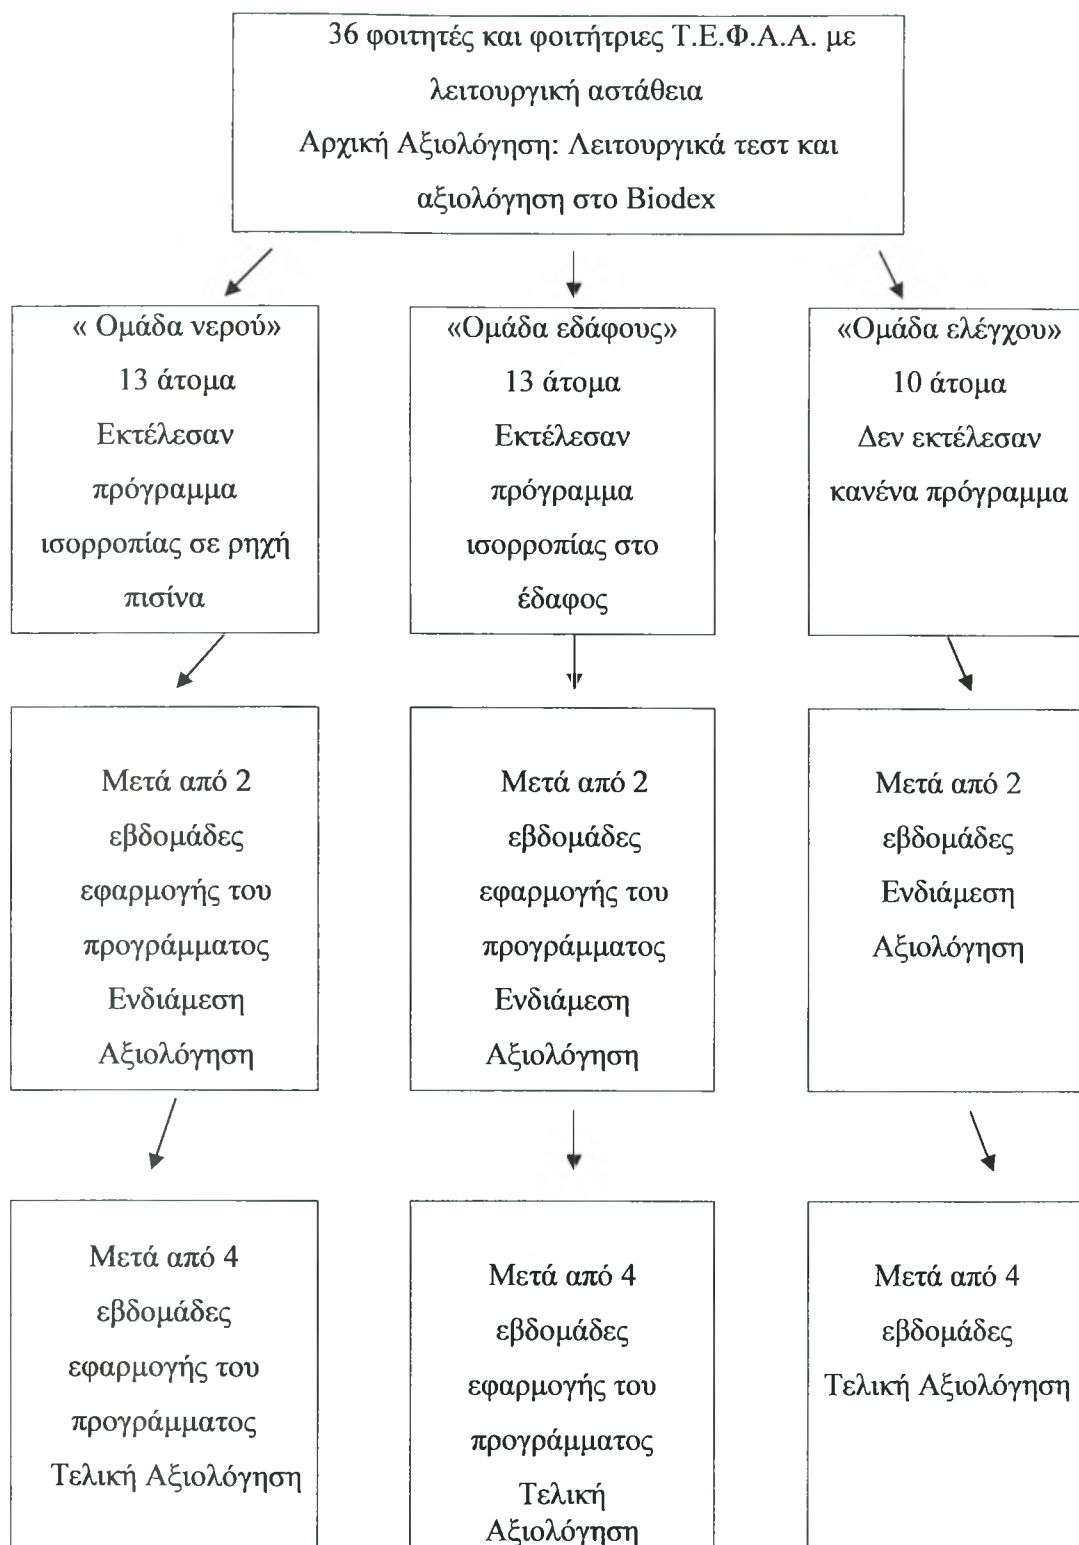 36 φοιτητές και φοιτήτριες Τ.Ε.Φ.Α.Α. με
λειτουργική αστάθεια
Αρχική Αξιολόγηση: Λειτουργικά τεστ και
αξιολόγηση στο Biodex
« Ομάδα νερού»
13 άτομα
Εκτέλεσαν
πρόγραμμα
ισορροπίας σε ρηχή
πισίνα
«Ομάδα εδάφους»
13 άτομα
Εκτέλεσαν
πρόγραμμα
ισορροπίας στο
έδαφος
«Ομάδα ελέγχου»
10 άτομα
Δεν εκτέλεσαν
κανένα πρόγραμμα
Μετά από 2
εβδομάδες
εφαρμογής του
προγράμματος
Ενδιάμεση
Αξιολόγηση
Μετά από 2
εβδομάδες
εφαρμογής του
προγράμματος
Ενδιάμεση
Αξιολόγηση
Μετά από 2
εβδομάδες
Ενδιάμεση
Αξιολόγηση
Μετά από 4
εβδομάδες
εφαρμογής του
προγράμματος
Τελική Αξιολόγηση
Μετά από 4
εβδομάδες
εφαρμογής του
προγράμματος
Τελική
Αξιολόγηση
Μετά από 4
εβδομάδες
Τελική Αξιολόγηση